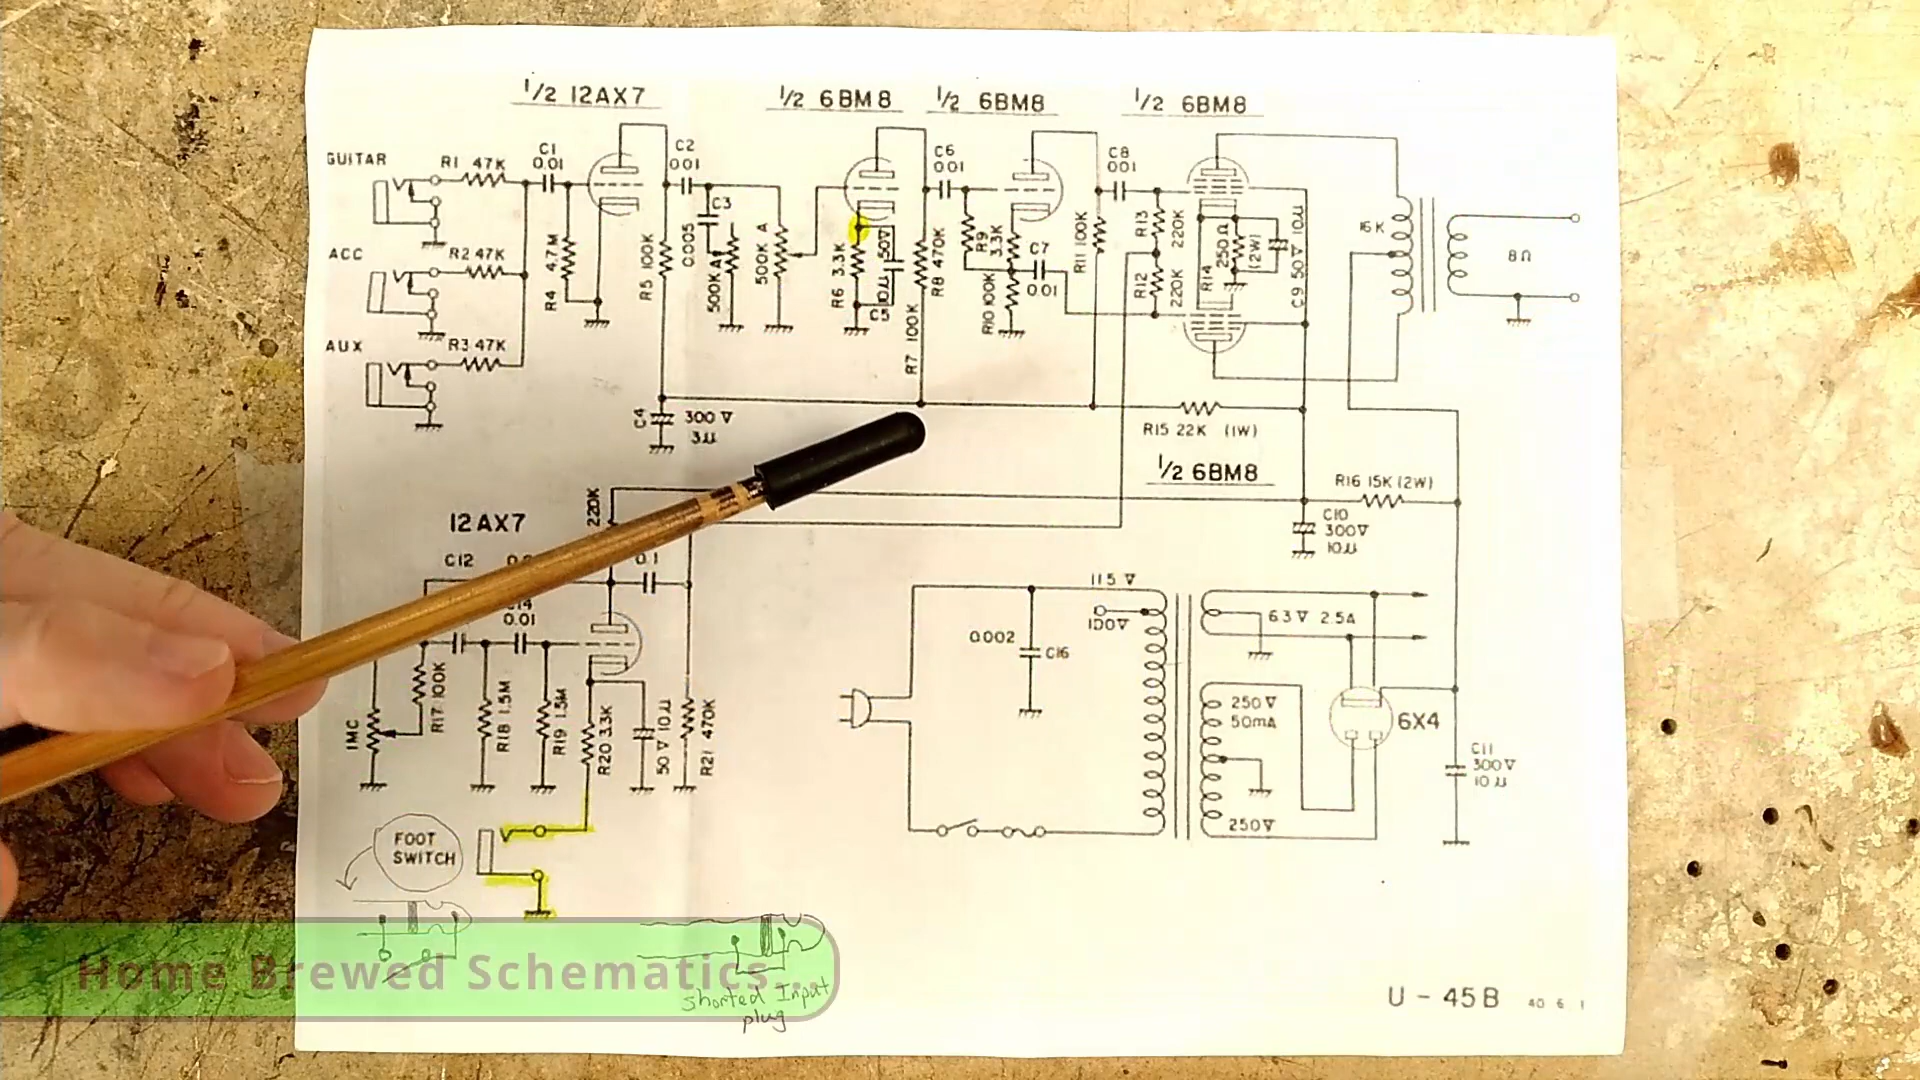 1/2 12AX7
1/2 6BM8
1/2 6BM8
1/2 6BM8
GUITAR
R1 47K
C1
0.01
C2
0.01
C6
0.01
C8
0.01
C3
0.005
R4 4.7M
R5 100K
500K A
500K A
R6 3.3K
10µ 50V
R8 470K
R7 100K
R9
3.3K
R10 100K
C7
0.01
R11 100K
R13
220K
R12
220K
R14
250Ω
(2W)
C9 50V 10µ
16K
8Ω
ACC
R2 47K
AUX
R3 47K
C4
300V
3µ
R15 22K (1W)
1/2 6BM8
R16 15K (2W)
C10
300V
10µ
12AX7
220K
C12
0.1
0.01
1MC
R17 100K
R18 1.5M
R19 1.5M
R20 3.3K
50V 10µ
R21 470K
FOOT
SWITCH
115V
100V
0.002
C16
6.3V 2.5A
250V
50mA
250V
6X4
C11
300V
10µ
Home Brewed Schematics...
shorted Input
plug
U-45B 40 6 1